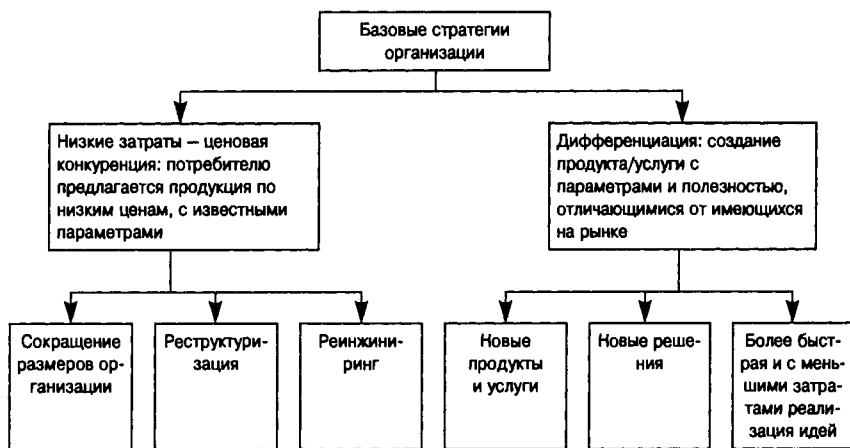 Базовые стратегии
организации
Низкие затраты – ценовая
конкуренция: потребителю
предлагается продукция по
низким ценам, с известными
параметрами
Дифференциация: создание
продукта/услуги с
параметрами и полезностью,
отличающимися от имеющихся
на рынке
Сокращение
размеров ор-
ганизации
Реструктури-
зация
Реинжини-
ринг
Новые
продукты
и услуги
Новые реше-
ния
Более быст-
рая и с мень-
шими затра-
тами реали-
зация идей